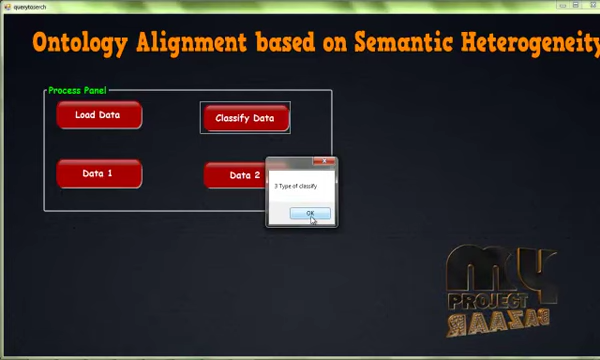 querytozerch
Ontology Alignment based on Semantic Heterogeneity
Process Panel
Load Data
Classify Data
Data 1
Data 2
3 Type of classify
OK
my
PROJECT
BAZAAR